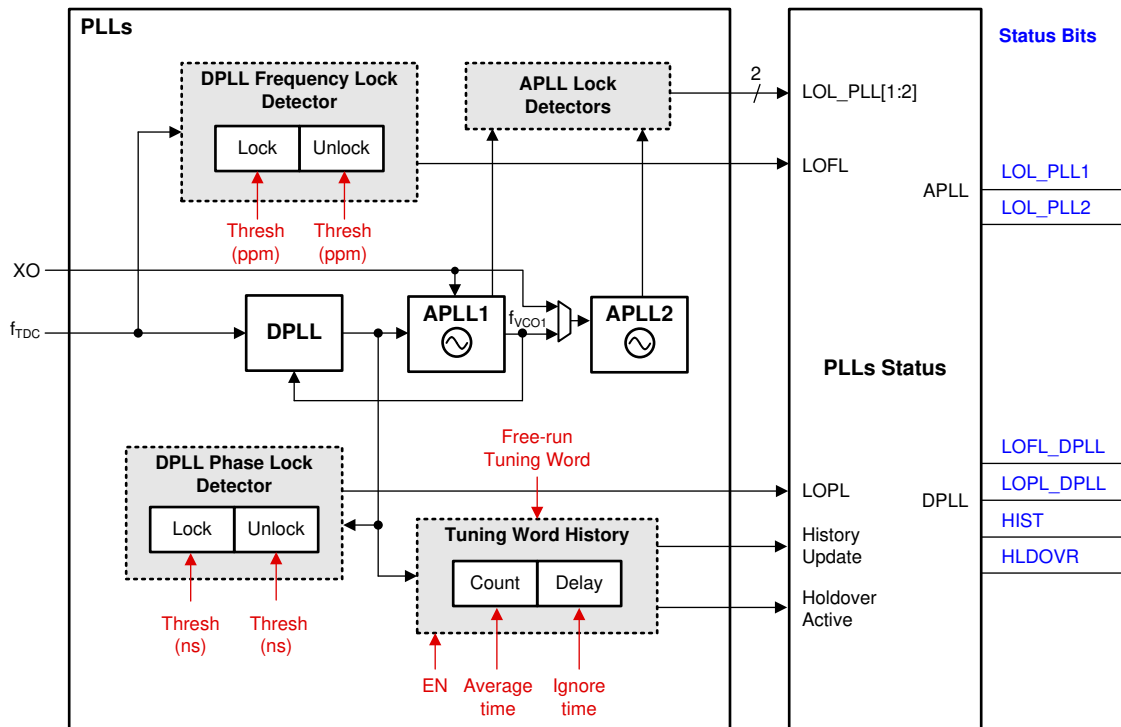 PLLs
Status Bits
DPLL Frequency Lock
Detector
APLL Lock
Detectors
2
LOL_PLL[1:2]
Lock
Unlock
LOFL
LOL_PLL1
APLL
LOL_PLL2
Thresh
(ppm)
Thresh
(ppm)
XO
fTDC
DPLL
APLL1
fVCO1
APLL2
PLLs Status
Free-run
Tuning Word
DPLL Phase Lock
Detector
LOFL_DPLL
LOPL
LOPL_DPLL
DPLL
Lock
Unlock
Tuning Word History
History
Update
HIST
HLDOVR
Count
Delay
Holdover
Active
Thresh
(ns)
Thresh
(ns)
EN
Average
time
Ignore
time